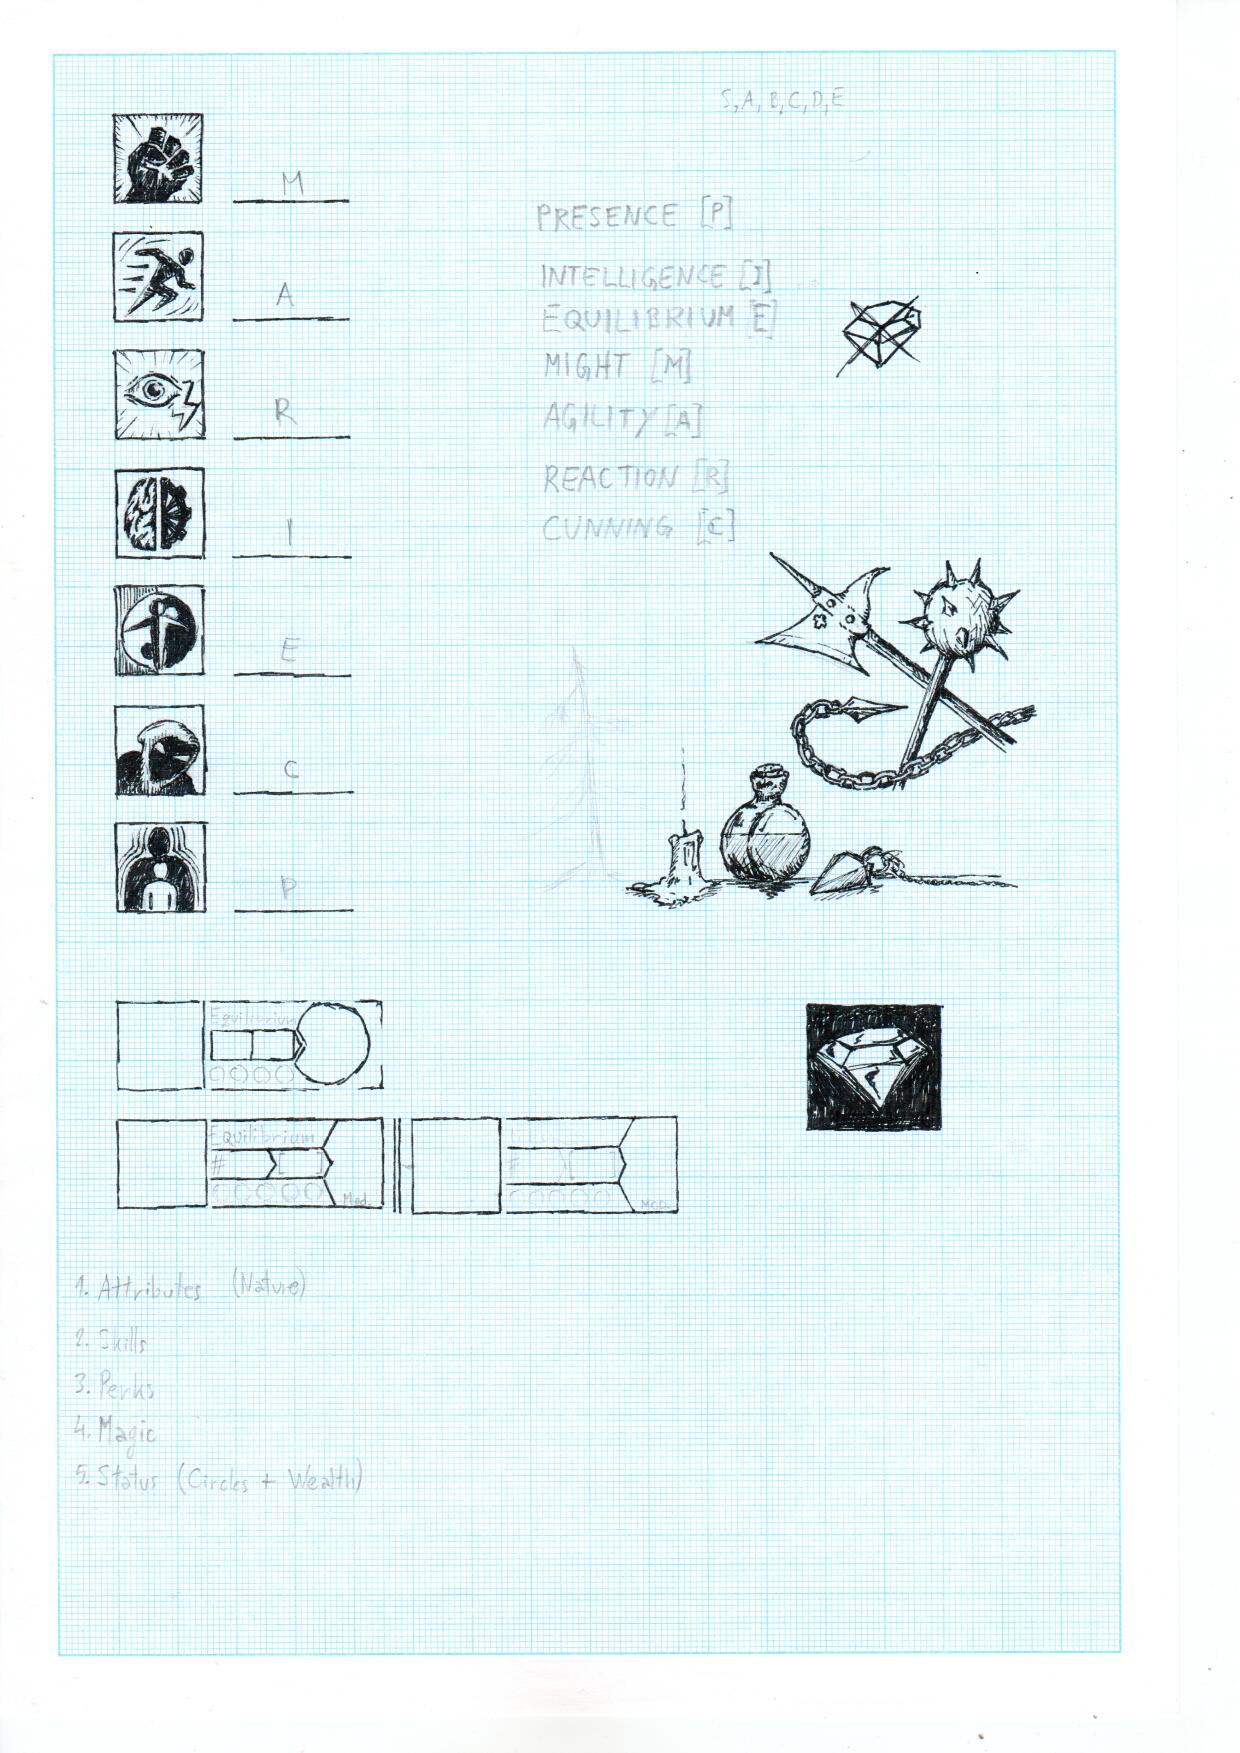 S, A, B, C, D, E
M
A
R
I
E
C
P
PRESENCE [P]
INTELLIGENCE [I]
EQUILIBRIUM [E]
MIGHT [M]
AGILITY [A]
REACTION [R]
CUNNING [C]
Equilibrium
Equilibrium
#
[ ]
Mod.
#
[ ]
MOD.
1. Attributes (Nature)
2. Skills
3. Perks
4. Magic
5. Status (Circles + Wealth)